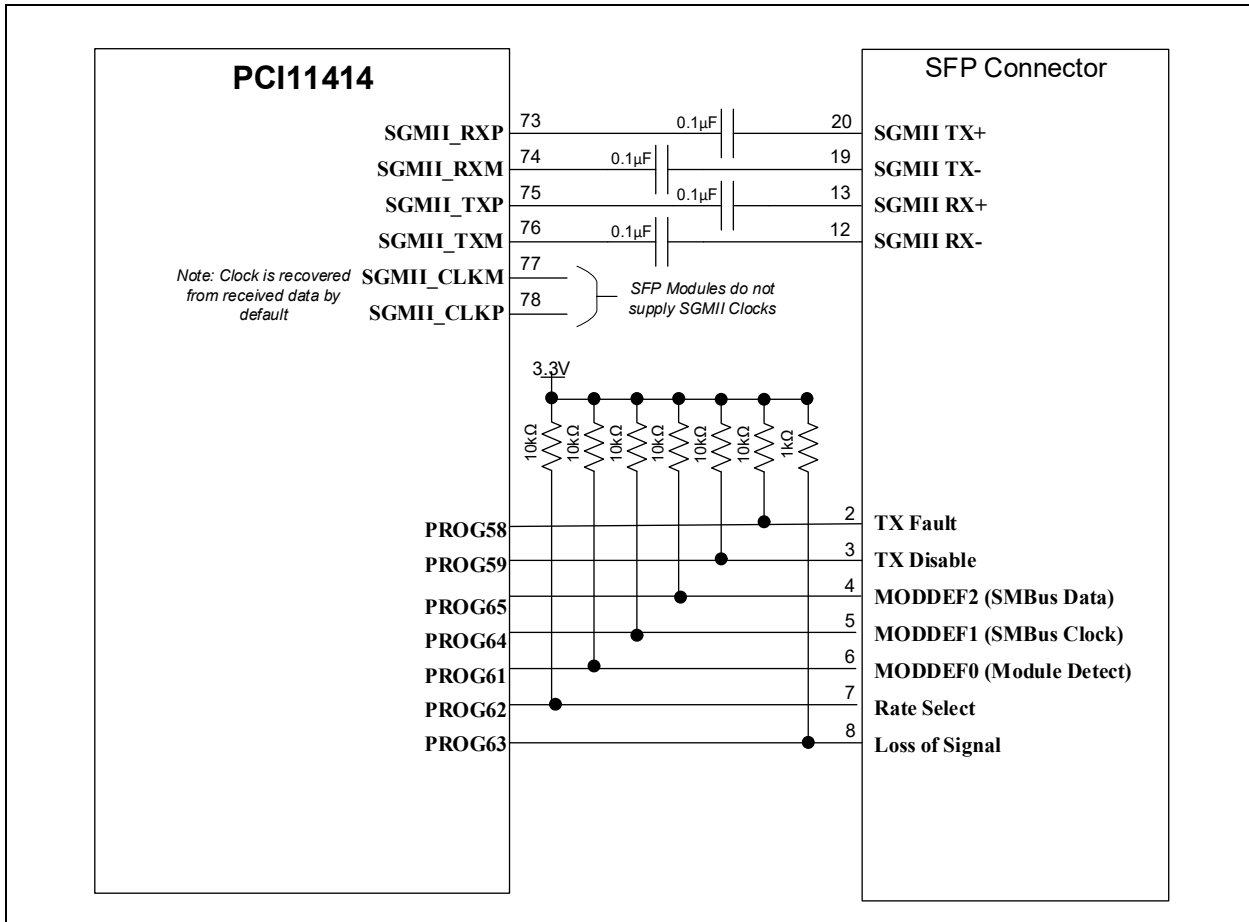 PCI11414
SFP Connector
SGMII_RXP 73 0.1µF 20 SGMII TX+
SGMII_RXM 74 0.1µF 19 SGMII TX-
SGMII_TXP 75 0.1µF 13 SGMII RX+
SGMII_TXM 76 0.1µF 12 SGMII RX-
SGMII_CLKM 77
SGMII_CLKP 78
Note: Clock is recovered
from received data by
default
SFP Modules do not
supply SGMII Clocks
3.3V
10kΩ 10kΩ 10kΩ 10kΩ 10kΩ 10kΩ 1kΩ
PROG58 2 TX Fault
PROG59 3 TX Disable
PROG65 4 MODDEF2 (SMBus Data)
PROG64 5 MODDEF1 (SMBus Clock)
PROG61 6 MODDEF0 (Module Detect)
PROG62 7 Rate Select
PROG63 8 Loss of Signal